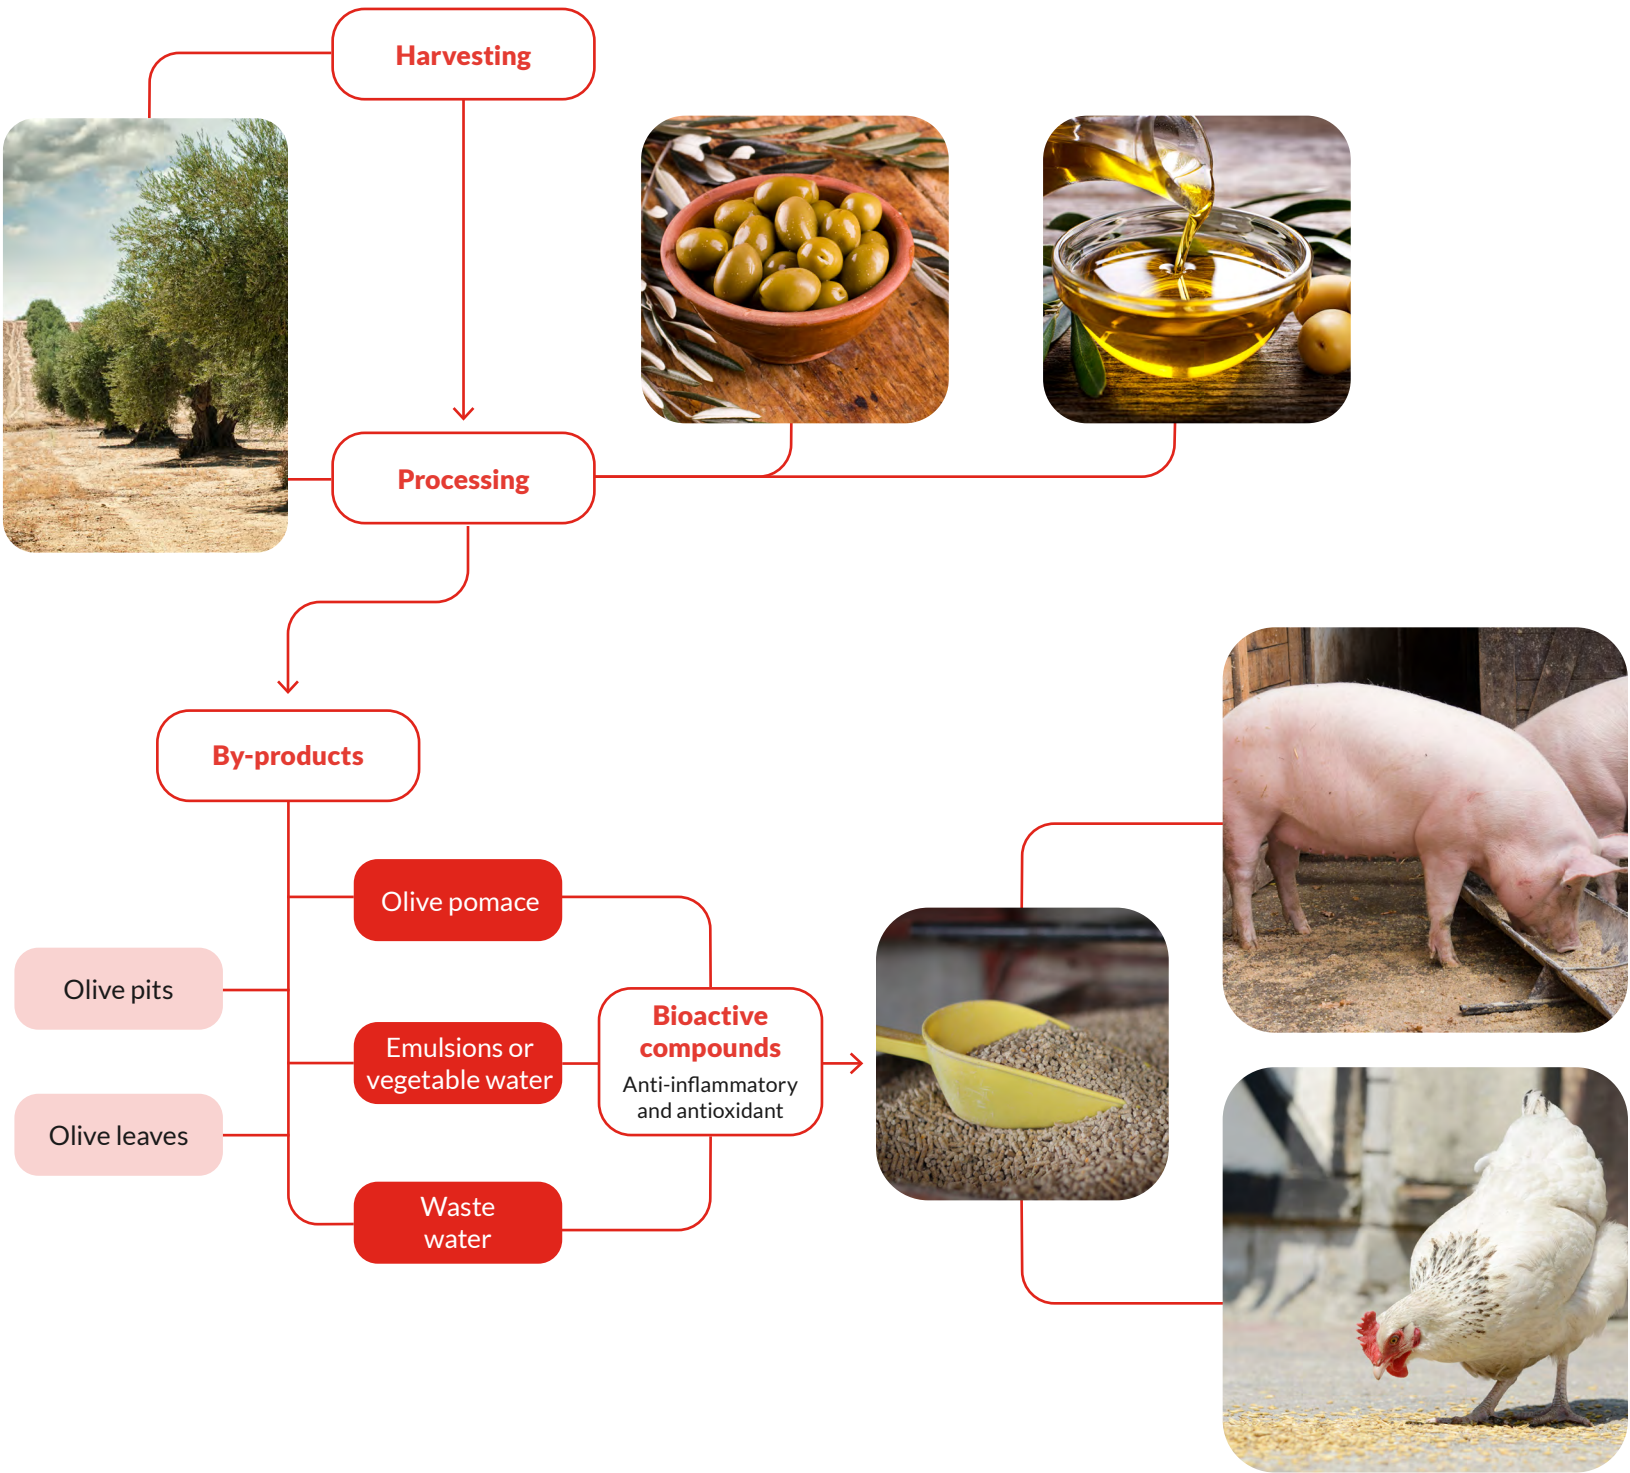 Harvesting
Processing
By-products
Olive pomace
Olive pits
Emulsions or
vegetable water
Bioactive
compounds
Anti-inflammatory
and antioxidant
Olive leaves
Waste
water